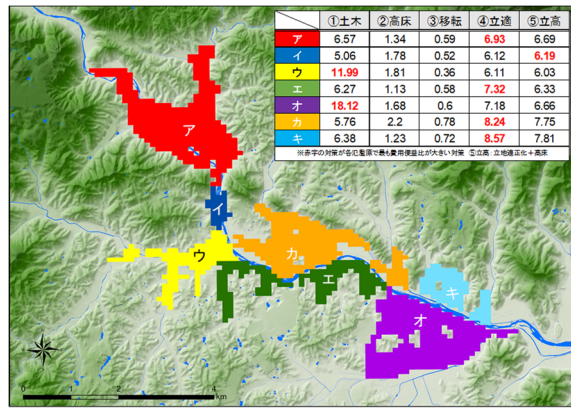 ①土木 ②高床 ③移転 ④立適 ⑤立高
ア 6.57 1.34 0.59 6.93 6.69
イ 5.06 1.78 0.52 6.12 6.19
ウ 11.99 1.81 0.36 6.11 6.03
エ 6.27 1.13 0.58 7.32 6.33
オ 18.12 1.68 0.6 7.18 6.66
カ 5.76 2.2 0.78 8.24 7.75
キ 6.38 1.23 0.72 8.57 7.81
※赤字の対策が各氾濫原で最も費用便益比が大きい対策 ⑤立高:立地適正化+高床
ア
イ
ウ
カ
エ
キ
オ
0 1 2 4
km